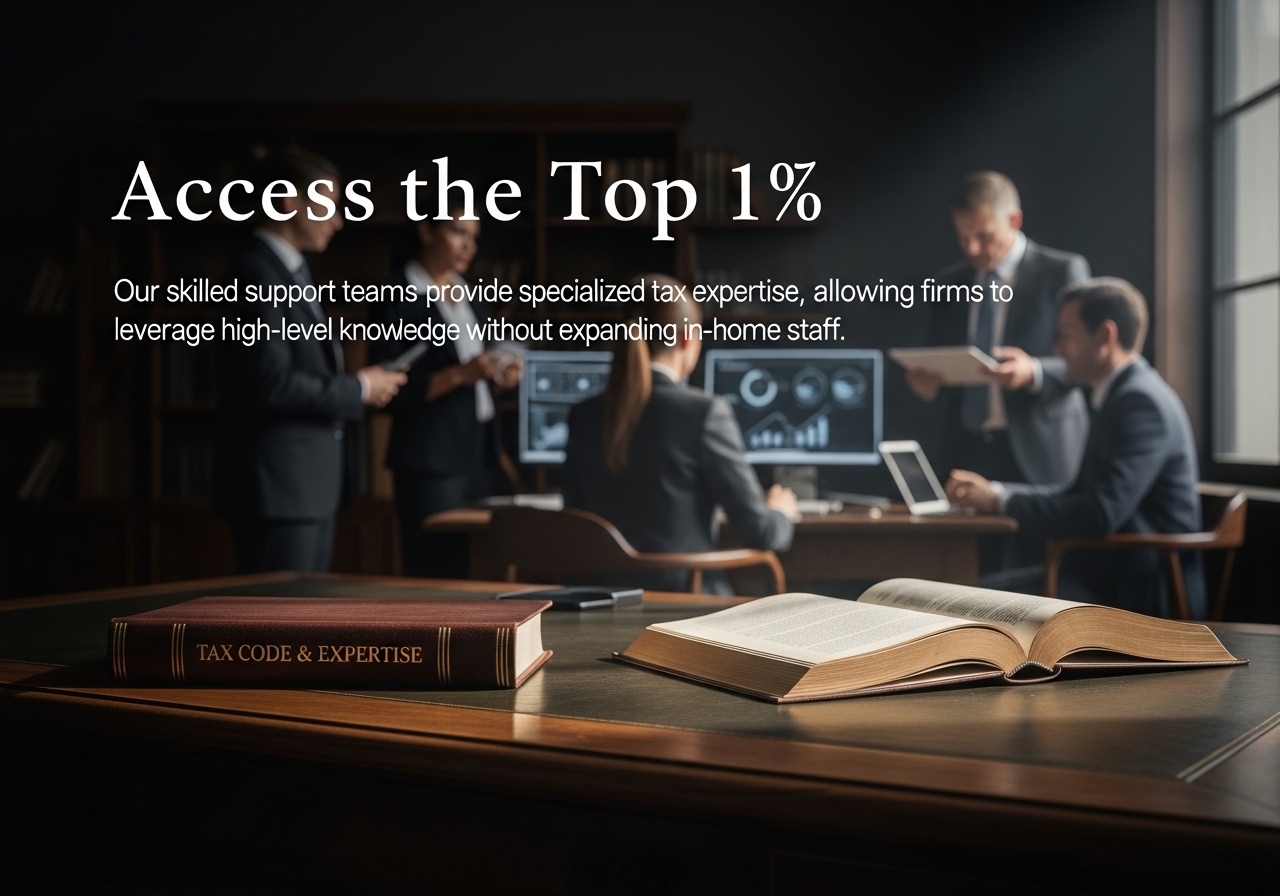 Access the Top 1%
Our skilled support teams provide specialized tax expertise, allowing firms to
leverage high-level knowledge without expanding in-home staff.
TAX CODE & EXPERTISE